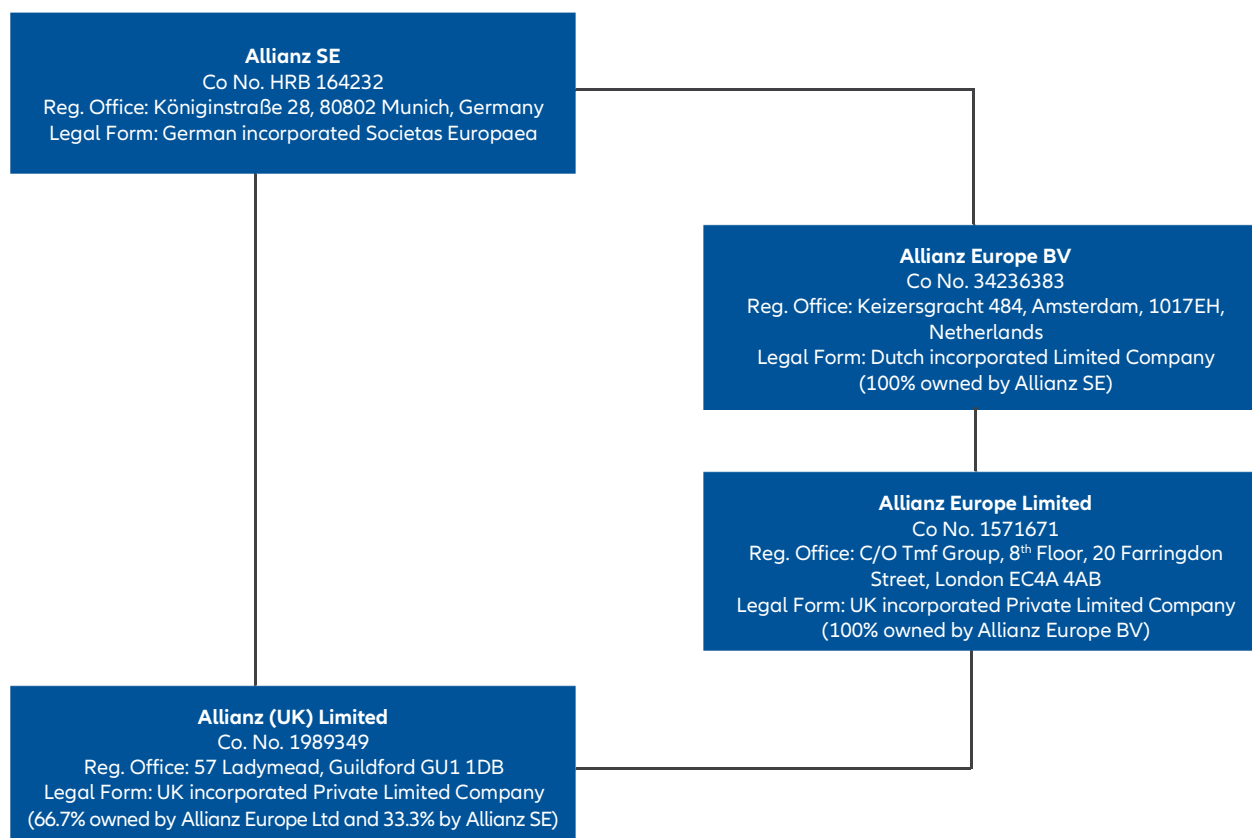 Allianz SE
Co No. HRB 164232
Reg. Office: Königinstraße 28, 80802 Munich, Germany
Legal Form: German incorporated Societas Europaea
Allianz Europe BV
Co No. 34236383
Reg. Office: Keizersgracht 484, Amsterdam, 1017EH,
Netherlands
Legal Form: Dutch incorporated Limited Company
(100% owned by Allianz SE)
Allianz Europe Limited
Co No. 1571671
Reg. Office: C/O Tmf Group, 8th Floor, 20 Farringdon
Street, London EC4A 4AB
Legal Form: UK incorporated Private Limited Company
(100% owned by Allianz Europe BV)
Allianz (UK) Limited
Co. No. 1989349
Reg. Office: 57 Ladymead, Guildford GU1 1DB
Legal Form: UK incorporated Private Limited Company
(66.7% owned by Allianz Europe Ltd and 33.3% by Allianz SE)